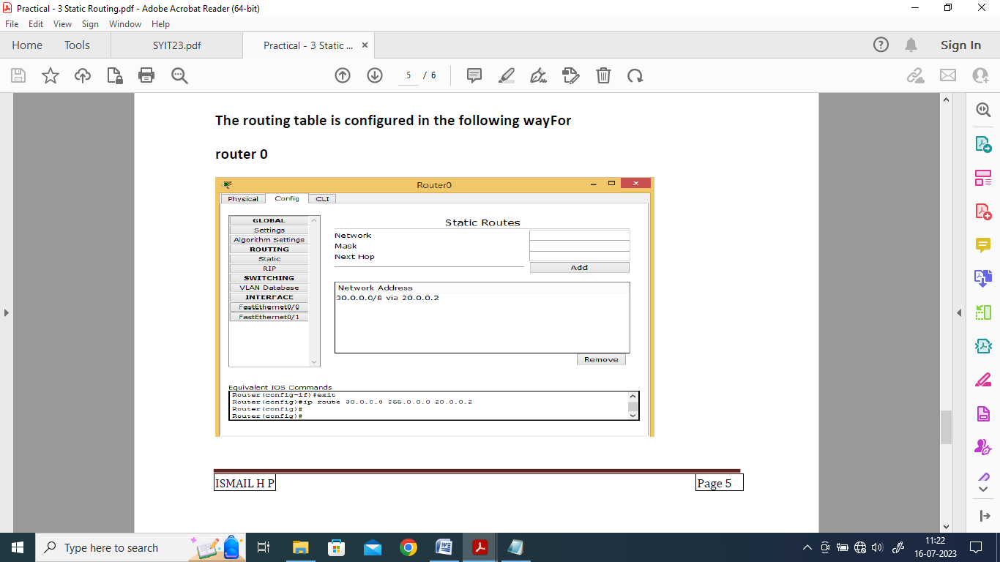 Practical - 3 Static Routing.pdf - Adobe Acrobat Reader (64-bit)
File Edit View Sign Window Help
Home Tools SYIT23.pdf Practical - 3 Static ... × Sign In
5 / 6
The routing table is configured in the following wayFor
router 0
Router0
Physical Config CLI
GLOBAL
Settings
Algorithm Settings
ROUTING
Static
RIP
SWITCHING
VLAN Database
INTERFACE
FastEthernet0/0
FastEthernet0/1
Static Routes
Network
Mask
Next Hop
Add
Network Address
30.0.0.0/8 via 20.0.0.2
Remove
Equivalent IOS Commands
Router(config-if)#exit
Router(config)#ip route 30.0.0.0 255.0.0.0 20.0.0.2
Router(config)#
Router(config)#
ISMAIL H P
Page 5
Type here to search
11:22
16-07-2023